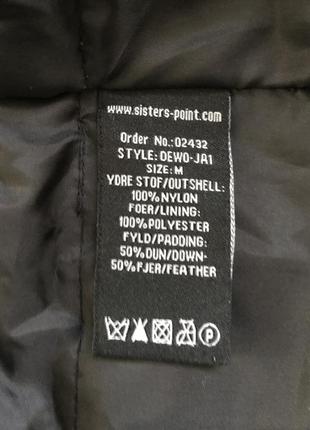 www.sisters-point.com
Order No.:02432
STYLE: DEWO-JA1
SIZE: M
YDRE STOF/OUTSHELL:
100%NYLON
FOER/LINING:
100%POLYESTER
FYLD/PADDING:
50%DUN/DOWN-
50%FJER/FEATHER
P